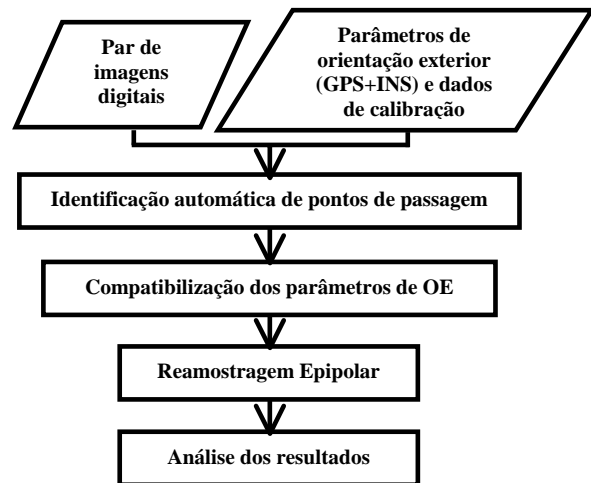 Par de
imagens
digitais
Parâmetros de
orientação exterior
(GPS+INS) e dados
de calibração
Identificação automática de pontos de passagem
Compatibilização dos parâmetros de OE
Reamostragem Epipolar
Análise dos resultados